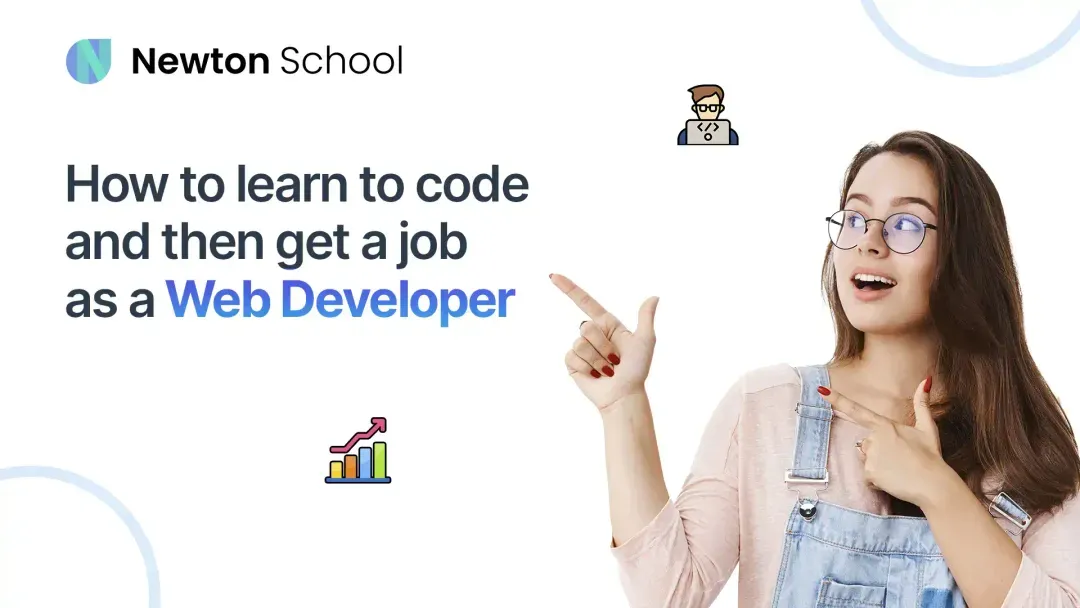 Newton School
How to learn to code
and then get a job
as a Web Developer